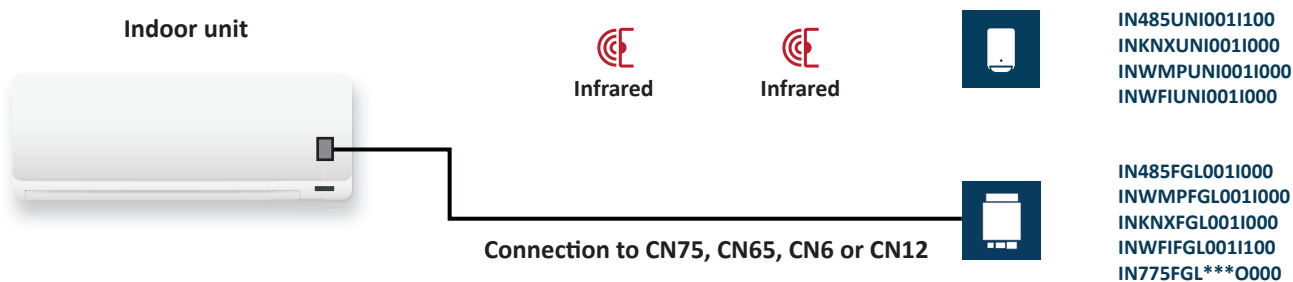 Indoor unit
Infrared
Infrared
IN485UNI001I100
INKNXUNI001I000
INWMPUNI001I000
INWFIUNI001I000
Connection to CN75, CN65, CN6 or CN12
IN485FGL001I000
INWMPFGL001I000
INKNXFGL001I000
INWFIFGL001I100
IN775FGL***O000